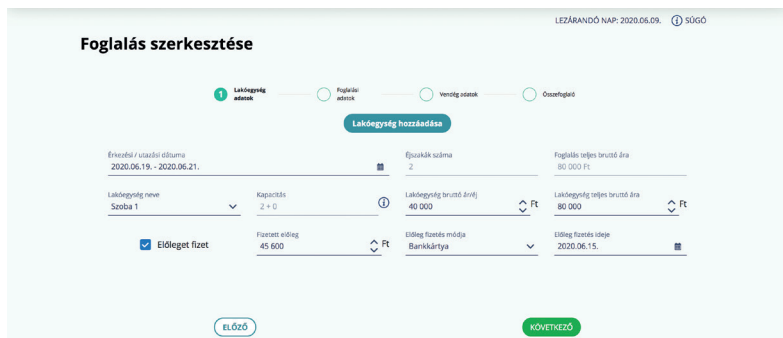 LEZÁRANDÓ NAP: 2020.06.09. i SÚGÓ
Foglalás szerkesztése
1 Lakóegység adatok
Foglalási adatok
Vendég adatok
Összefoglaló
Lakóegység hozzáadása
Érkezési / utazási dátuma
2020.06.19. - 2020.06.21.
Éjszakák száma
2
Foglalás teljes bruttó ára
80 000 Ft
Lakóegység neve
Szoba 1
Kapacitás
2 + 0 i
Lakóegység bruttó ár/éj
40 000 Ft
Lakóegység teljes bruttó ára
80 000 Ft
Előleget fizet
Fizetett előleg
45 600 Ft
Előleg fizetés módja
Bankkártya
Előleg fizetés ideje
2020.06.15.
ELŐZŐ
KÖVETKEZŐ